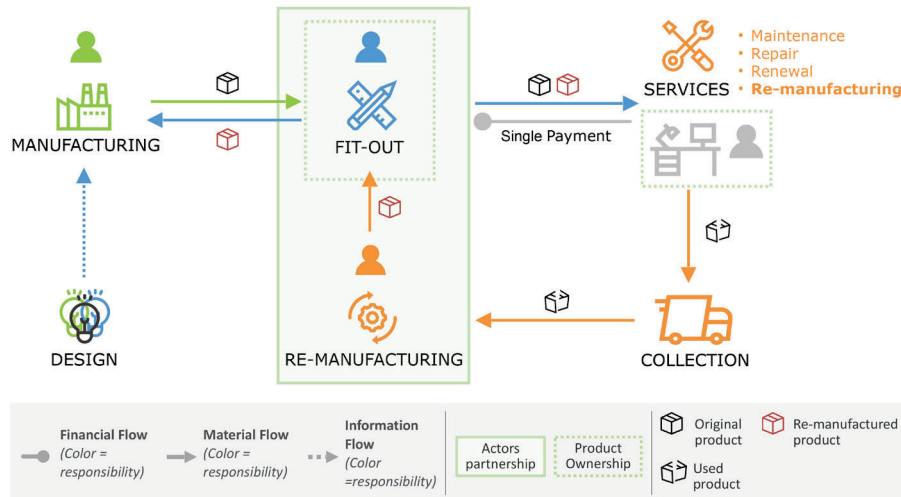 • Maintenance
• Repair
• Renewal
• Re-manufacturing
SERVICES
MANUFACTURING
FIT-OUT
Single Payment
DESIGN
RE-MANUFACTURING
COLLECTION
Financial Flow
(Color =
responsibility)
Material Flow
(Color =
responsibility)
Information
Flow
(Color
=responsibility)
Actors
partnership
Product
Ownership
Original
product
Re-manufactured
product
Used
product